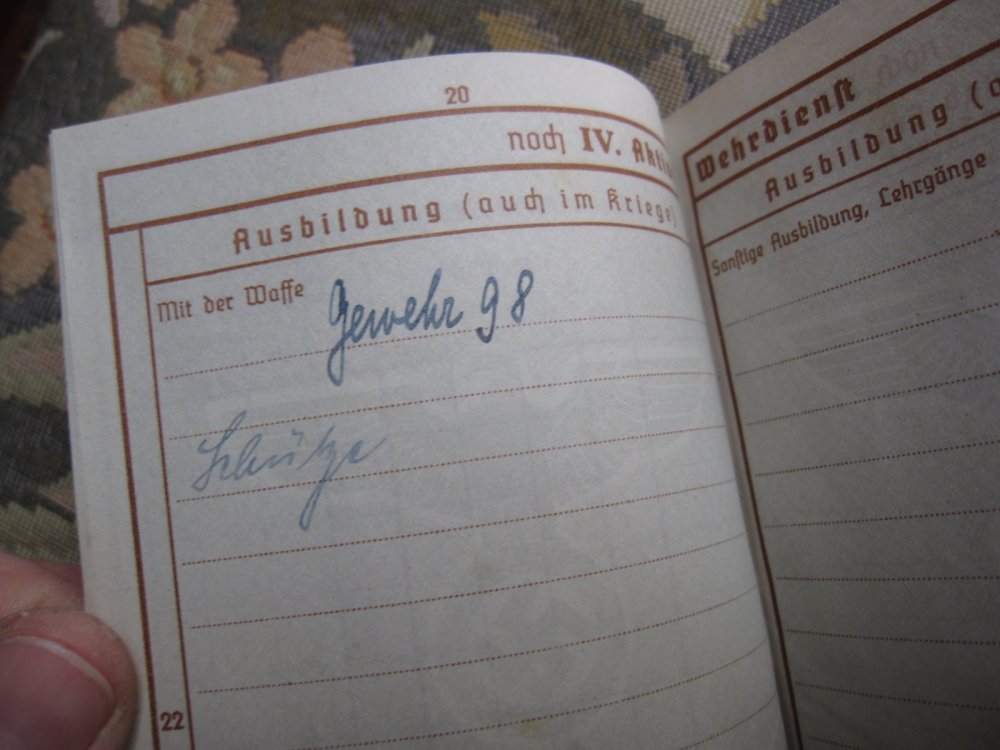 20
noch IV. Akti
Ausbildung (auch im Kriege)
Mit der Waffe Gewehr 98
Schütze
22
Wehrdienst
Ausbildung (a
Sonstige Ausbildung, Lehrgänge